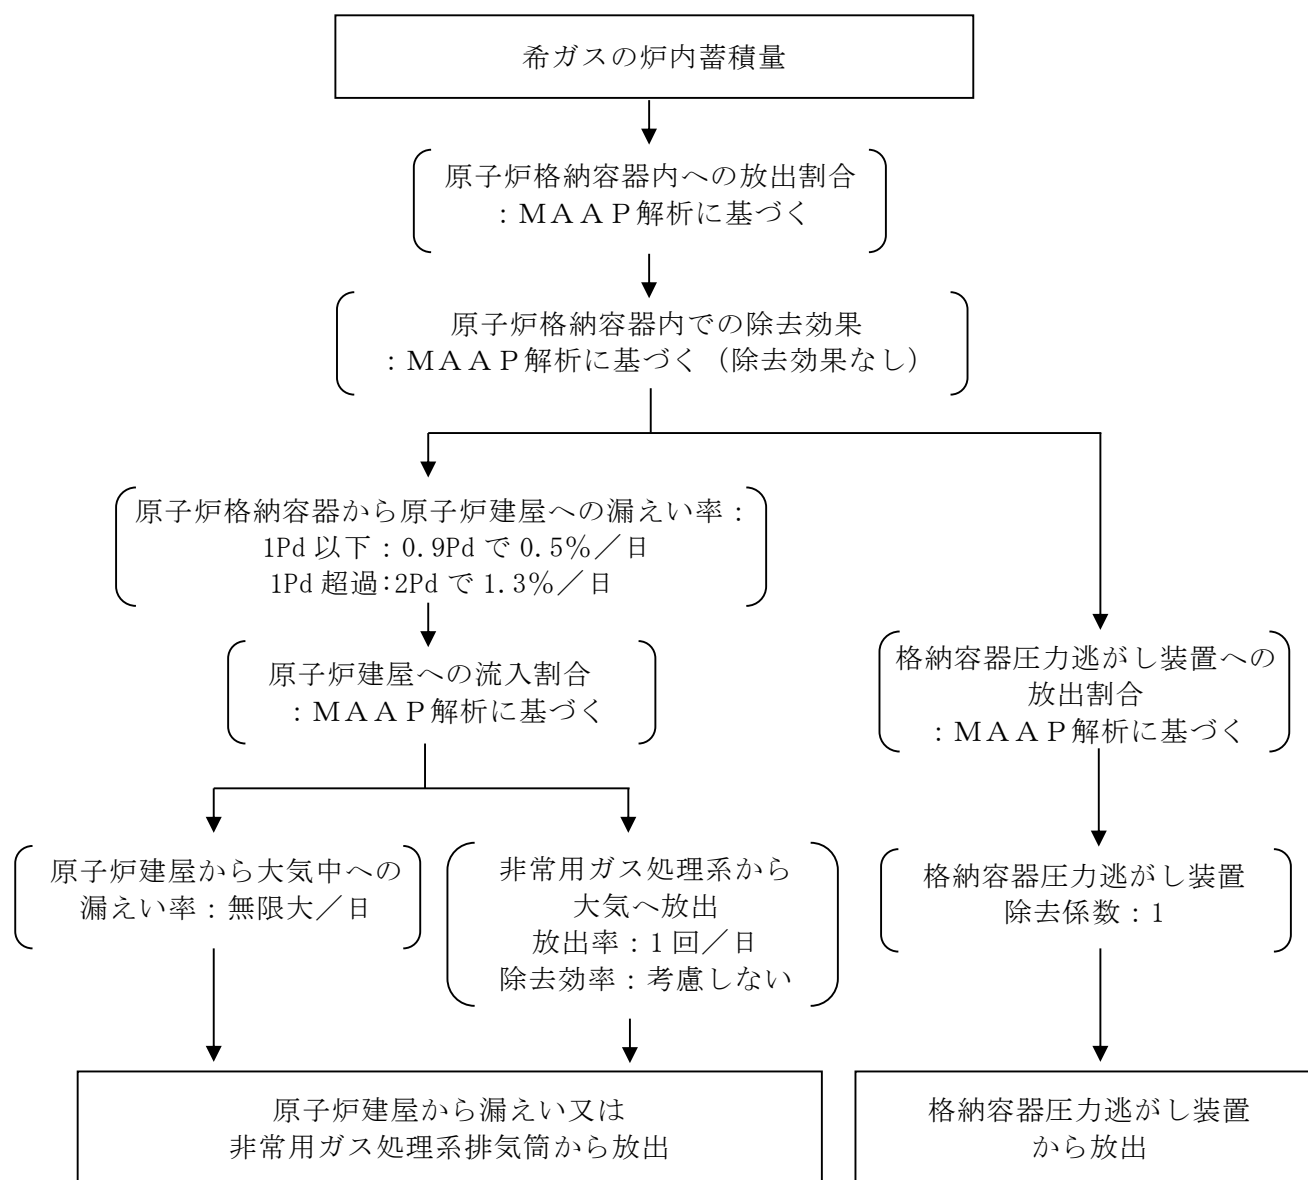 希ガスの炉内蓄積量
原子炉格納容器内への放出割合
：ＭＡＡＰ解析に基づく
原子炉格納容器内での除去効果
：ＭＡＡＰ解析に基づく（除去効果なし）
原子炉格納容器から原子炉建屋への漏えい率：
1Pd 以下：0.9Pd で 0.5％／日
1Pd 超過：2Pd で 1.3％／日
原子炉建屋への流入割合
：ＭＡＡＰ解析に基づく
格納容器圧力逃がし装置への
放出割合
：ＭＡＡＰ解析に基づく
原子炉建屋から大気中への
漏えい率：無限大／日
非常用ガス処理系から
大気へ放出
放出率：1 回／日
除去効率：考慮しない
格納容器圧力逃がし装置
除去係数：1
原子炉建屋から漏えい又は
非常用ガス処理系排気筒から放出
格納容器圧力逃がし装置
から放出